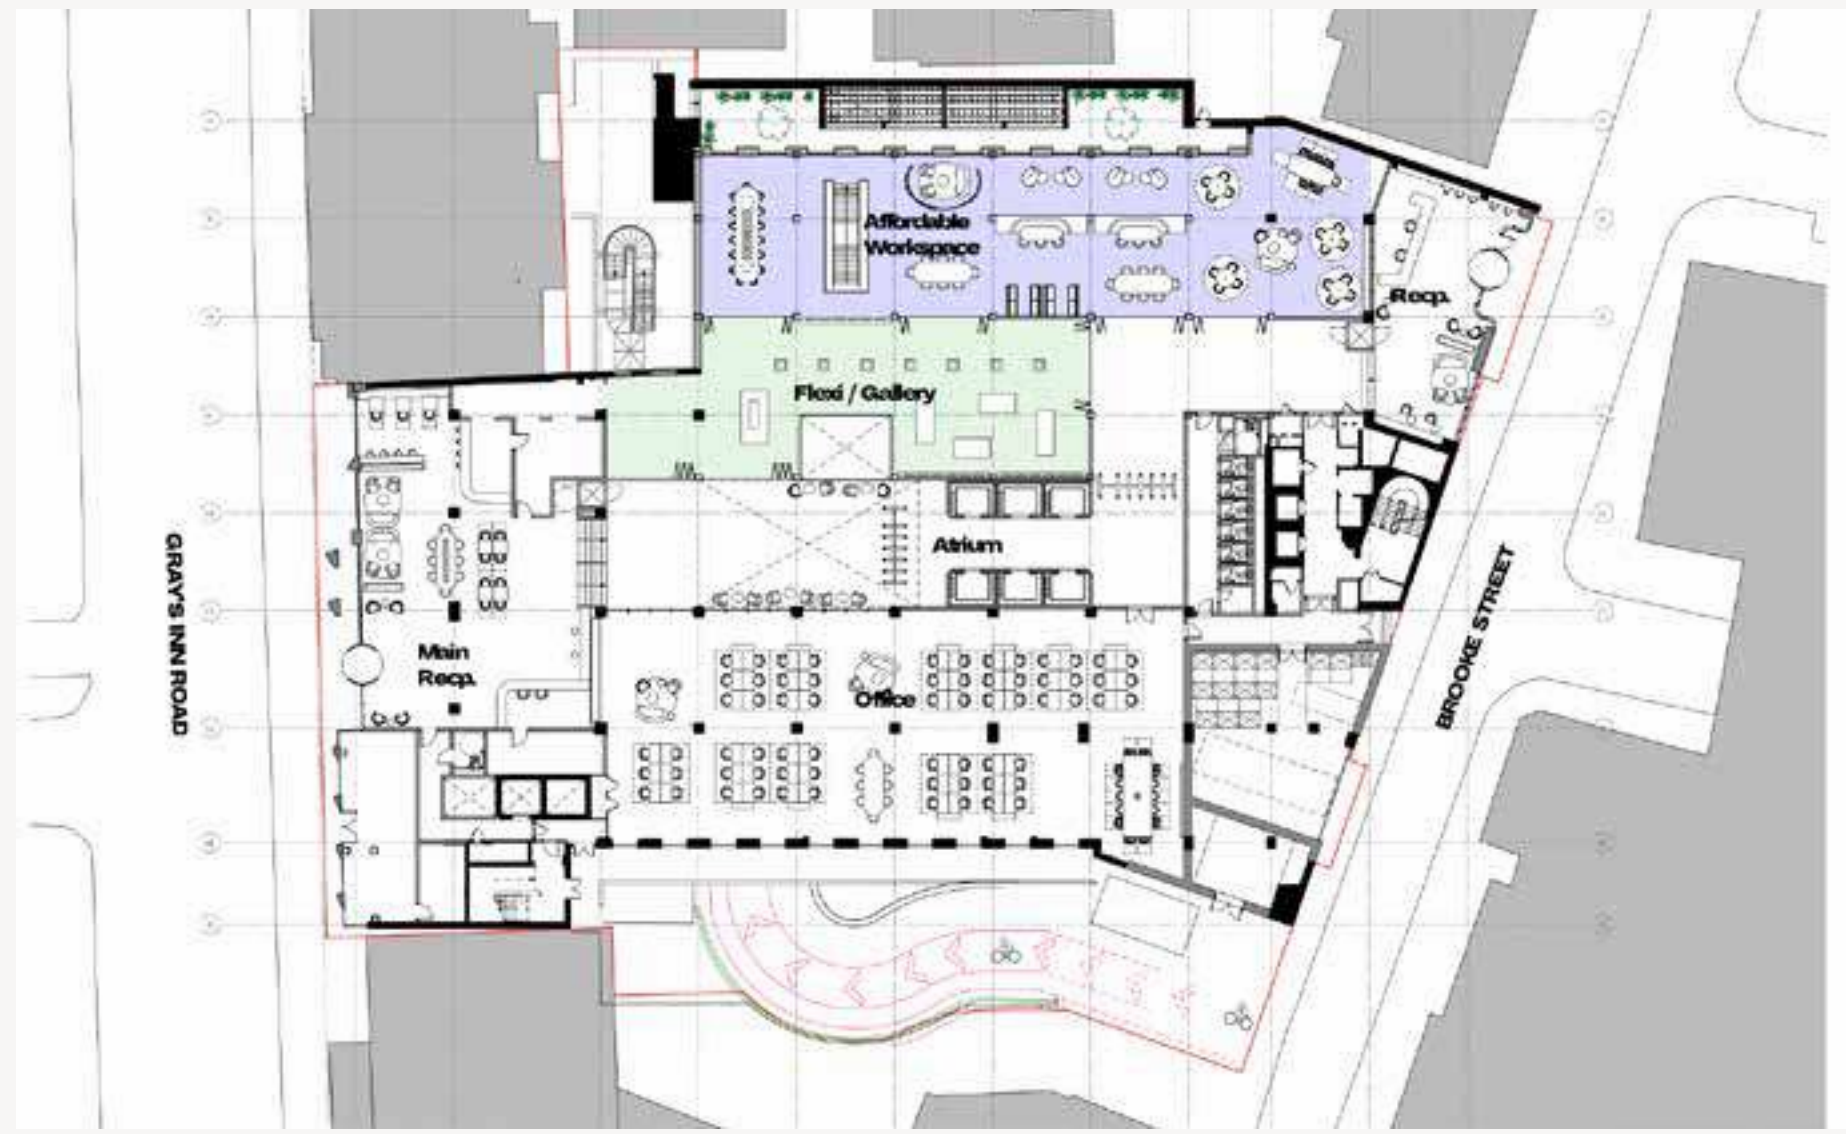 Affordable
Workspace
Recp.
Flexi / Gallery
Atrium
GRAY'S INN ROAD
BROOKE STREET
Main
Recp.
Office